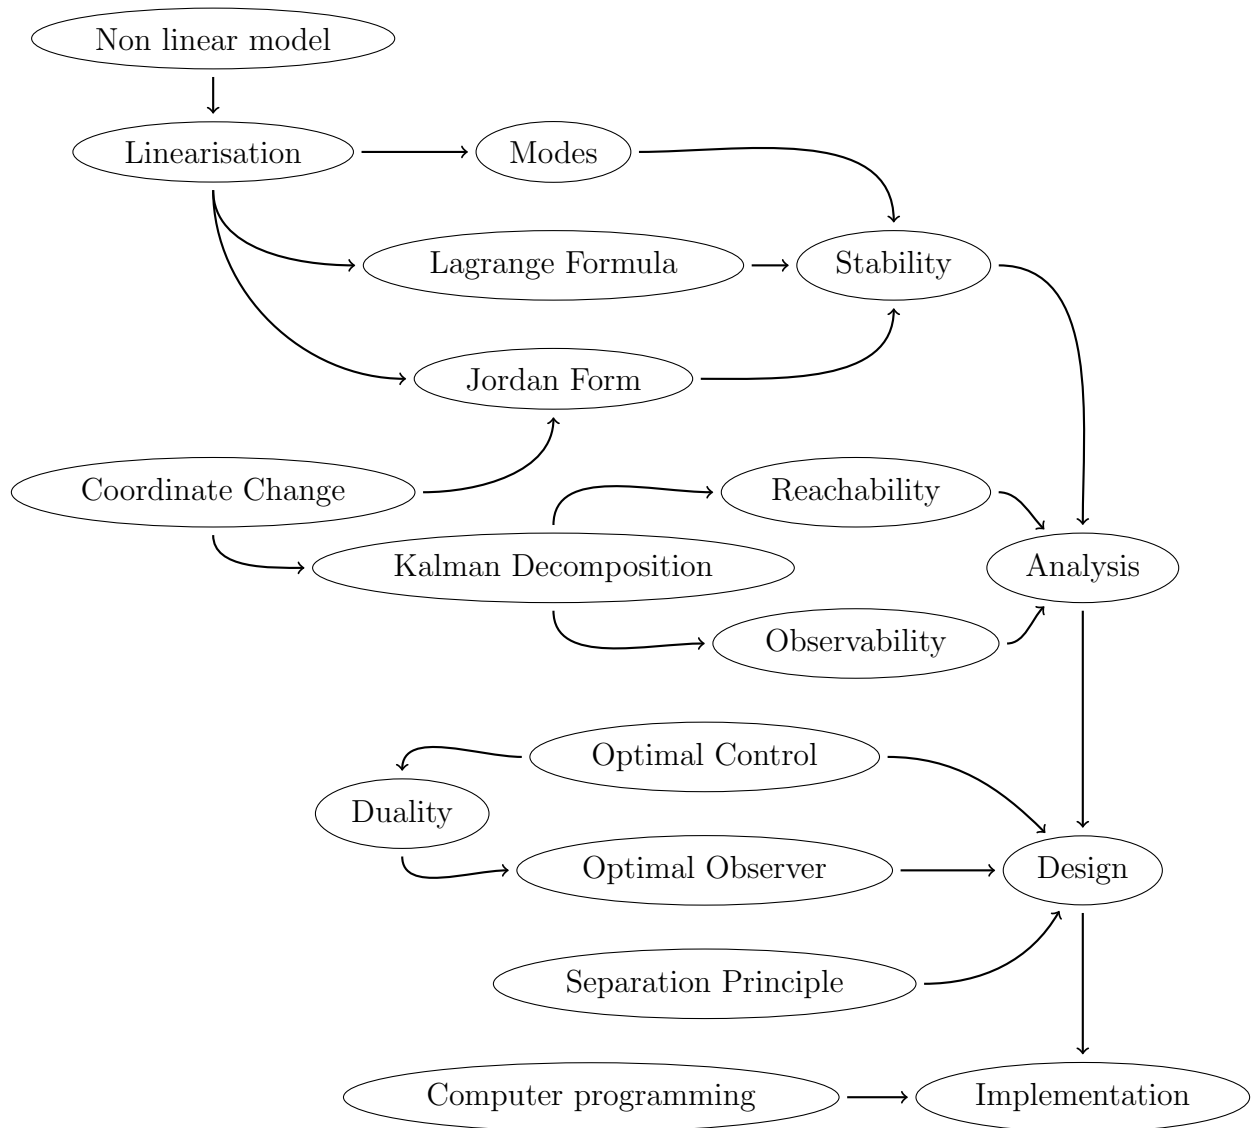 Non linear model
Linearisation
Modes
Lagrange Formula
Stability
Jordan Form
Coordinate Change
Reachability
Kalman Decomposition
Analysis
Observability
Optimal Control
Duality
Optimal Observer
Design
Separation Principle
Computer programming
Implementation